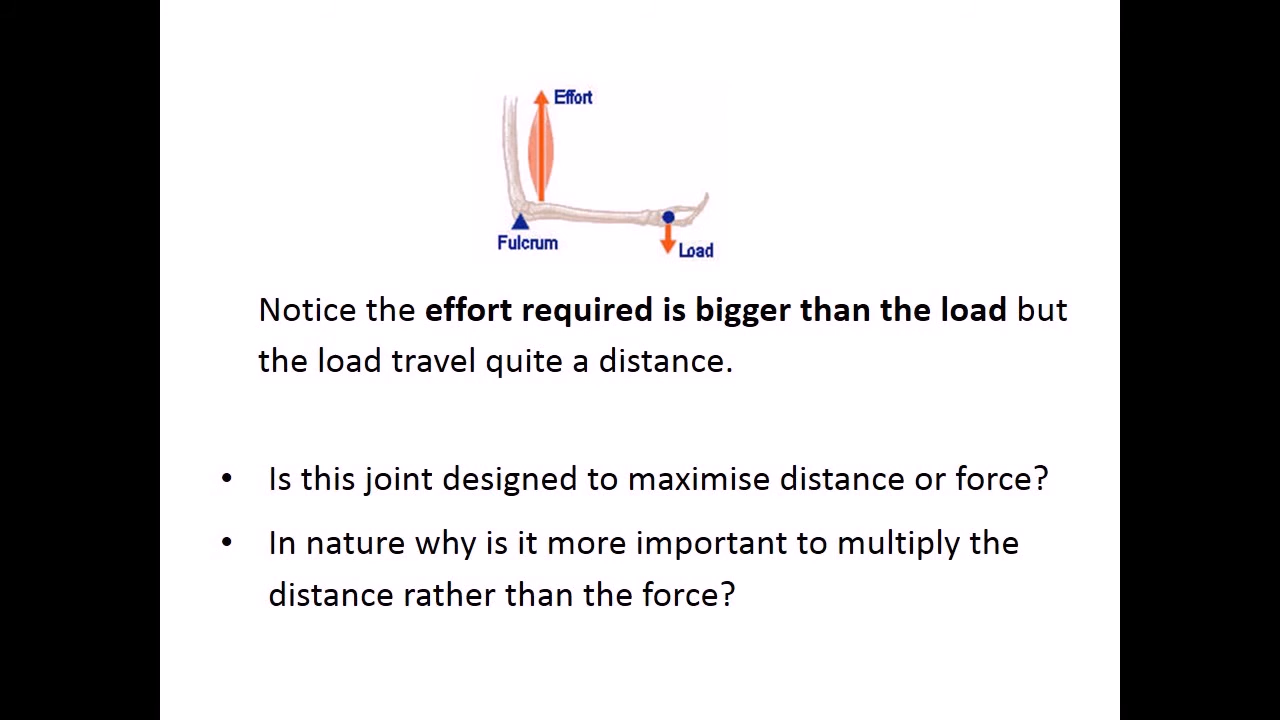 Effort
Fulcrum
Load
Notice the effort required is bigger than the load but
the load travel quite a distance.
• Is this joint designed to maximise distance or force?
• In nature why is it more important to multiply the
distance rather than the force?